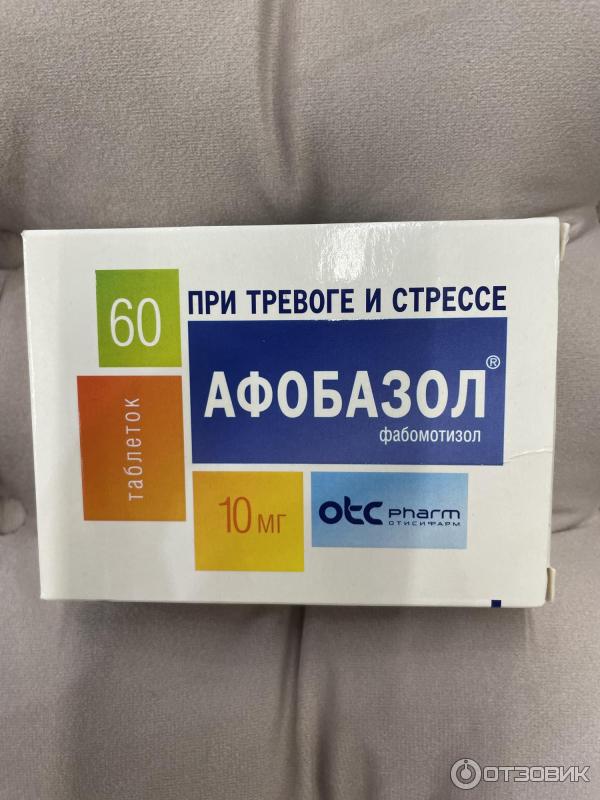 60
таблеток
ПРИ ТРЕВОГЕ И СТРЕССЕ
АФОБАЗОЛ®
фабомотизол
10 мг
otc pharm
ОТИСИФАРМ
ОТЗОВИК